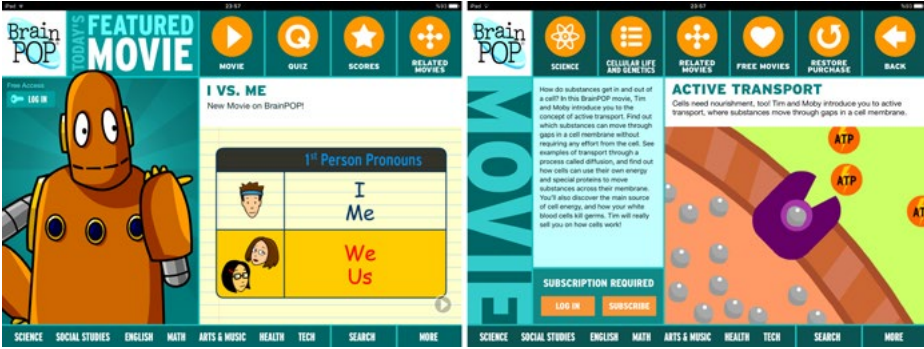 iPad
23:57
%93
Brain
POP
TODAY'S
FEATURED
MOVIE
MOVIE
QUIZ
SCORES
RELATED
MOVIES
Free Access
LOG IN
I VS. ME
New Movie on BrainPOP!
1st Person Pronouns
I
Me
We
Us
SCIENCE SOCIAL STUDIES ENGLISH MATH ARTS & MUSIC HEALTH TECH SEARCH MORE
iPad
23:57
Brain
POP
SCIENCE
CELLULAR LIFE
AND GENETICS
RELATED
MOVIES
FREE MOVIES
RESTORE
PURCHASE
BACK
MOVIE
How do substances get in and out of
a cell? In this BrainPOP movie, Tim
and Moby introduce you to the
concept of active transport. Find out
which substances can move through
gaps in a cell membrane without
requiring any effort from the cell. See
examples of transport through a
process called diffusion, and find out
how cells can use their own energy
and special proteins to move
substances across their membrane.
You'll also discover the main source
of cell energy, and how your white
blood cells kill germs. Tim will really
sell you on how cells work!
SUBSCRIPTION REQUIRED
LOG IN SUBSCRIBE
ACTIVE TRANSPORT
Cells need nourishment, too! Tim and Moby introduce you to active
transport, where substances move through gaps in a cell membrane.
ATP
ATP
AT
SCIENCE SOCIAL STUDIES ENGLISH MATH ARTS & MUSIC HEALTH TECH SEARCH MORE